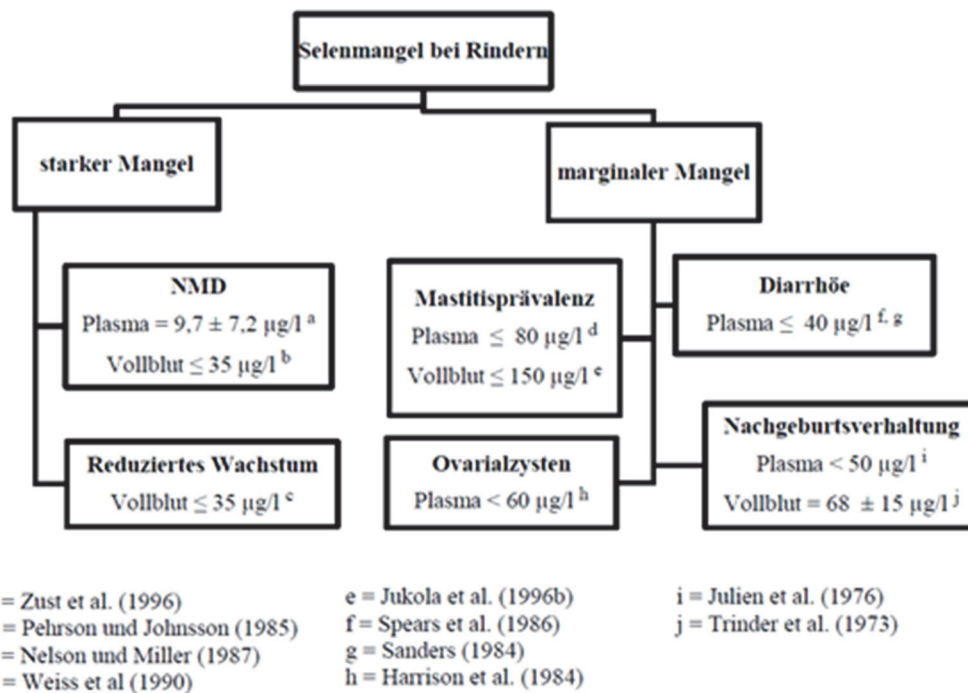 Selenmangel bei Rindern
starker Mangel
marginaler Mangel
NMD
Plasma = 9,7 ± 7,2 µg/l a
Vollblut ≤ 35 µg/l b
Reduziertes Wachstum
Vollblut ≤ 35 µg/l c
Mastitisprävalenz
Plasma ≤ 80 µg/l d
Vollblut ≤ 150 µg/l e
Ovarialzysten
Plasma < 60 µg/l h
Diarrhöe
Plasma ≤ 40 µg/l f, g
Nachgeburtsverhaltung
Plasma < 50 µg/l i
Vollblut = 68 ± 15 µg/l j
= Zust et al. (1996)
= Pehrson und Johnsson (1985)
= Nelson und Miller (1987)
= Weiss et al (1990)
e = Jukola et al. (1996b)
f = Spears et al. (1986)
g = Sanders (1984)
h = Harrison et al. (1984)
i = Julien et al. (1976)
j = Trinder et al. (1973)